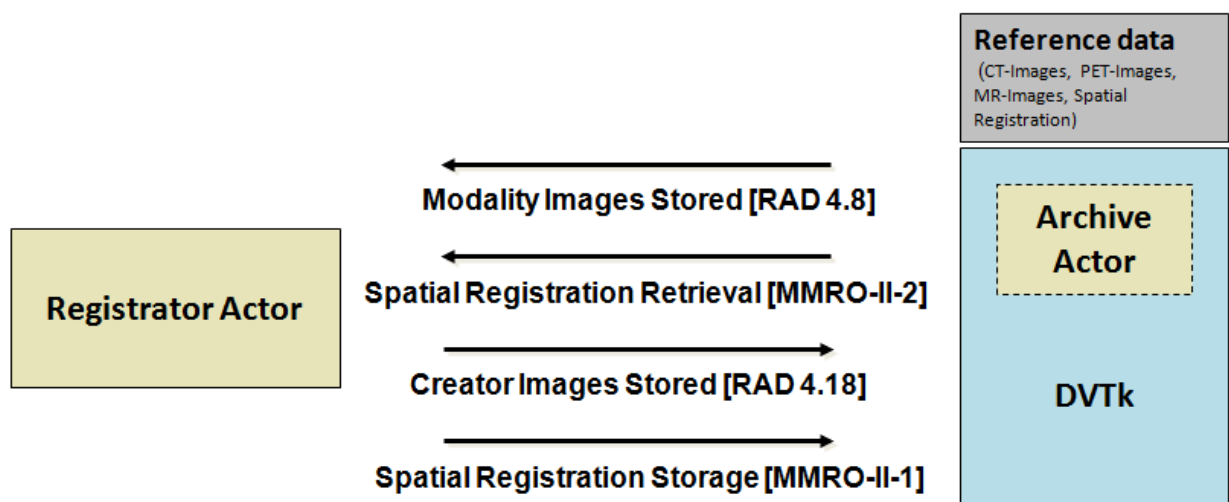 Reference data
(CT-Images, PET-Images,
MR-Images, Spatial
Registration)
Modality Images Stored [RAD 4.8]
Archive
Actor
Spatial Registration Retrieval [MMRO-II-2]
Registrator Actor
Creator Images Stored [RAD 4.18]
DVTk
Spatial Registration Storage [MMRO-II-1]